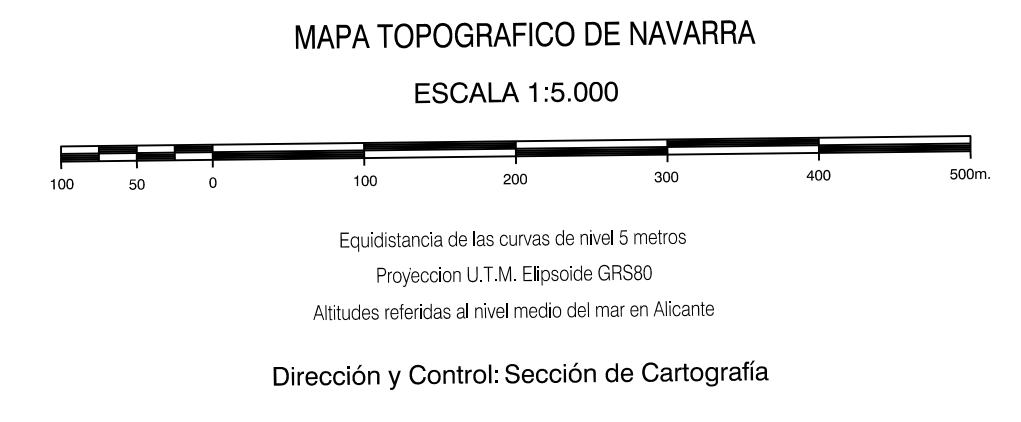 MAPA TOPOGRAFICO DE NAVARRA
ESCALA 1:5.000
100 50 0 100 200 300 400 500m.
Equidistancia de las curvas de nivel 5 metros
Proyeccion U.T.M. Elipsoide GRS80
Altitudes referidas al nivel medio del mar en Alicante
Dirección y Control: Sección de Cartografía